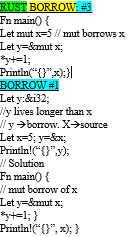 RUST BORROW: #3
Fn main() {
Let mut x=5 // mut borrows x
Let y=&mut x;
*y+=1;
Println(“{}”,x);}
BORROW #1
Let y:&i32;
//y lives longer than x
// y →borrow. X→source
Let x=5; y=&x;
Println!(“{}”,y);
// Solution
Fn main() {
// mut borrow of x
Let y=&mut x;
*y+=1; }
Println!(“{}”, x); }